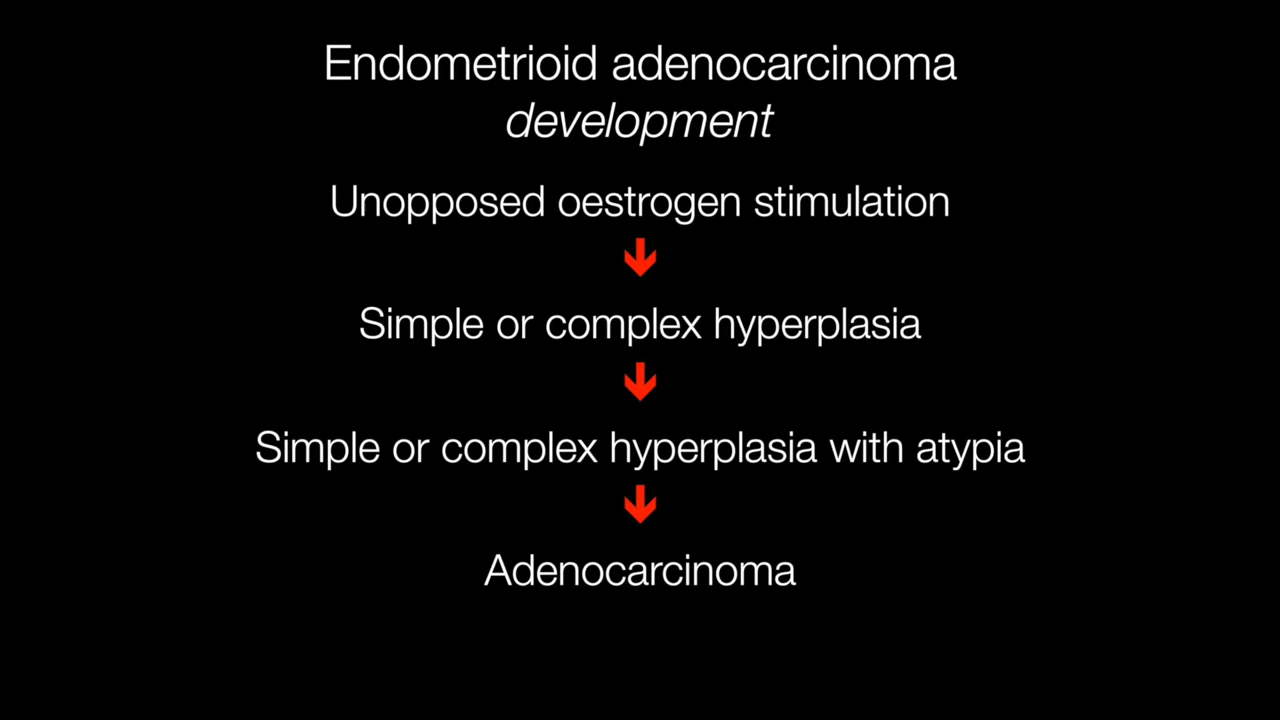 Endometrioid adenocarcinoma
development
Unopposed oestrogen stimulation
Simple or complex hyperplasia
Simple or complex hyperplasia with atypia
Adenocarcinoma